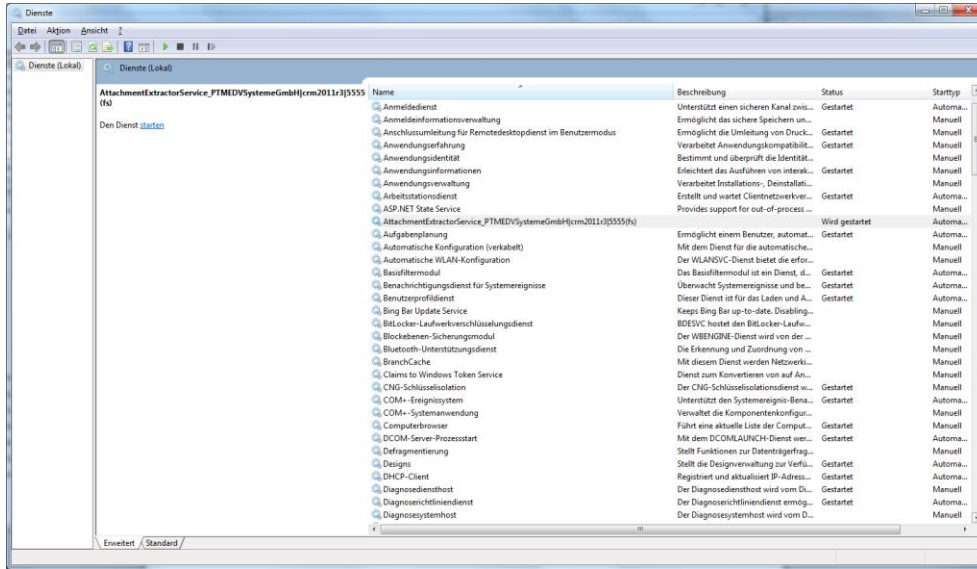 Dienste
Datei Aktion Ansicht ?
Dienste (Lokal)
Dienste (Lokal)
AttachmentExtractorService_PTMEDVSystemeGmbH|crm2011r3|5555
(fs)
Den Dienst starten
Name Beschreibung Status Starttyp
Anmeldedienst Unterstützt einen sicheren Kanal zwis... Gestartet Automa...
Anmeldeinformationsverwaltung Ermöglicht das sichere Speichern un... Manuell
Anschlussumleitung für Remotedesktopdienst im Benutzermodus Ermöglicht die Umleitung von Druck... Gestartet Manuell
Anwendungserfahrung Verarbeitet Anwendungskompatibilit... Gestartet Manuell
Anwendungsidentität Bestimmt und überprüft die Identität... Manuell
Anwendungsinformationen Erleichtert das Ausführen von interak... Gestartet Manuell
Anwendungsverwaltung Verarbeitet Installations-, Deinstallati... Manuell
Arbeitsstationsdienst Erstellt und wartet Clientnetzwerkver... Gestartet Automa...
ASP.NET State Service Provides support for out-of-process ... Manuell
AttachmentExtractorService_PTMEDVSystemeGmbH|crm2011r3|5555(fs) Wird gestartet Automa...
Aufgabenplanung Ermöglicht einem Benutzer, automat... Gestartet Automa...
Automatische Konfiguration (verkabelt) Mit dem Dienst für die automatische... Manuell
Automatische WLAN-Konfiguration Der WLANSVC-Dienst bietet die erfor... Manuell
Basisfiltermodul Das Basisfiltermodul ist ein Dienst, d... Gestartet Automa...
Benachrichtigungsdienst für Systemereignisse Überwacht Systemereignisse und be... Gestartet Automa...
Benutzerprofildienst Dieser Dienst ist für das Laden und A... Gestartet Automa...
Bing Bar Update Service Keeps Bing Bar up-to-date. Disabling... Manuell
BitLocker-Laufwerkverschlüsselungsdienst BDESVC hostet den BitLocker-Laufw... Manuell
Blockebenen-Sicherungsmodul Der WBENGINE-Dienst wird von der ... Manuell
Bluetooth-Unterstützungsdienst Die Erkennung und Zuordnung von ... Manuell
BranchCache Mit diesem Dienst werden Netzwerki... Manuell
Claims to Windows Token Service Dienst zum Konvertieren von auf An... Manuell
CNG-Schlüsselisolation Der CNG-Schlüsselisolationsdienst w... Gestartet Manuell
COM+-Ereignissystem Unterstützt den Systemereignis-Bena... Gestartet Automa...
COM+-Systemanwendung Verwaltet die Komponentenkonfigur... Manuell
Computerbrowser Führt eine aktuelle Liste der Comput... Gestartet Manuell
DCOM-Server-Prozessstart Mit dem DCOMLAUNCH-Dienst wer... Gestartet Automa...
Defragmentierung Stellt Funktionen zur Datenträgerfrag... Manuell
Designs Stellt die Designverwaltung zur Verfü... Gestartet Automa...
DHCP-Client Registriert und aktualisiert IP-Adress... Gestartet Automa...
Diagnosediensthost Der Diagnosediensthost wird vom Di... Gestartet Manuell
Diagnoserichtliniendienst Der Diagnoserichtliniendienst ermög... Gestartet Automa...
Diagnosesystemhost Der Diagnosesystemhost wird vom D... Manuell
Erweitert Standard